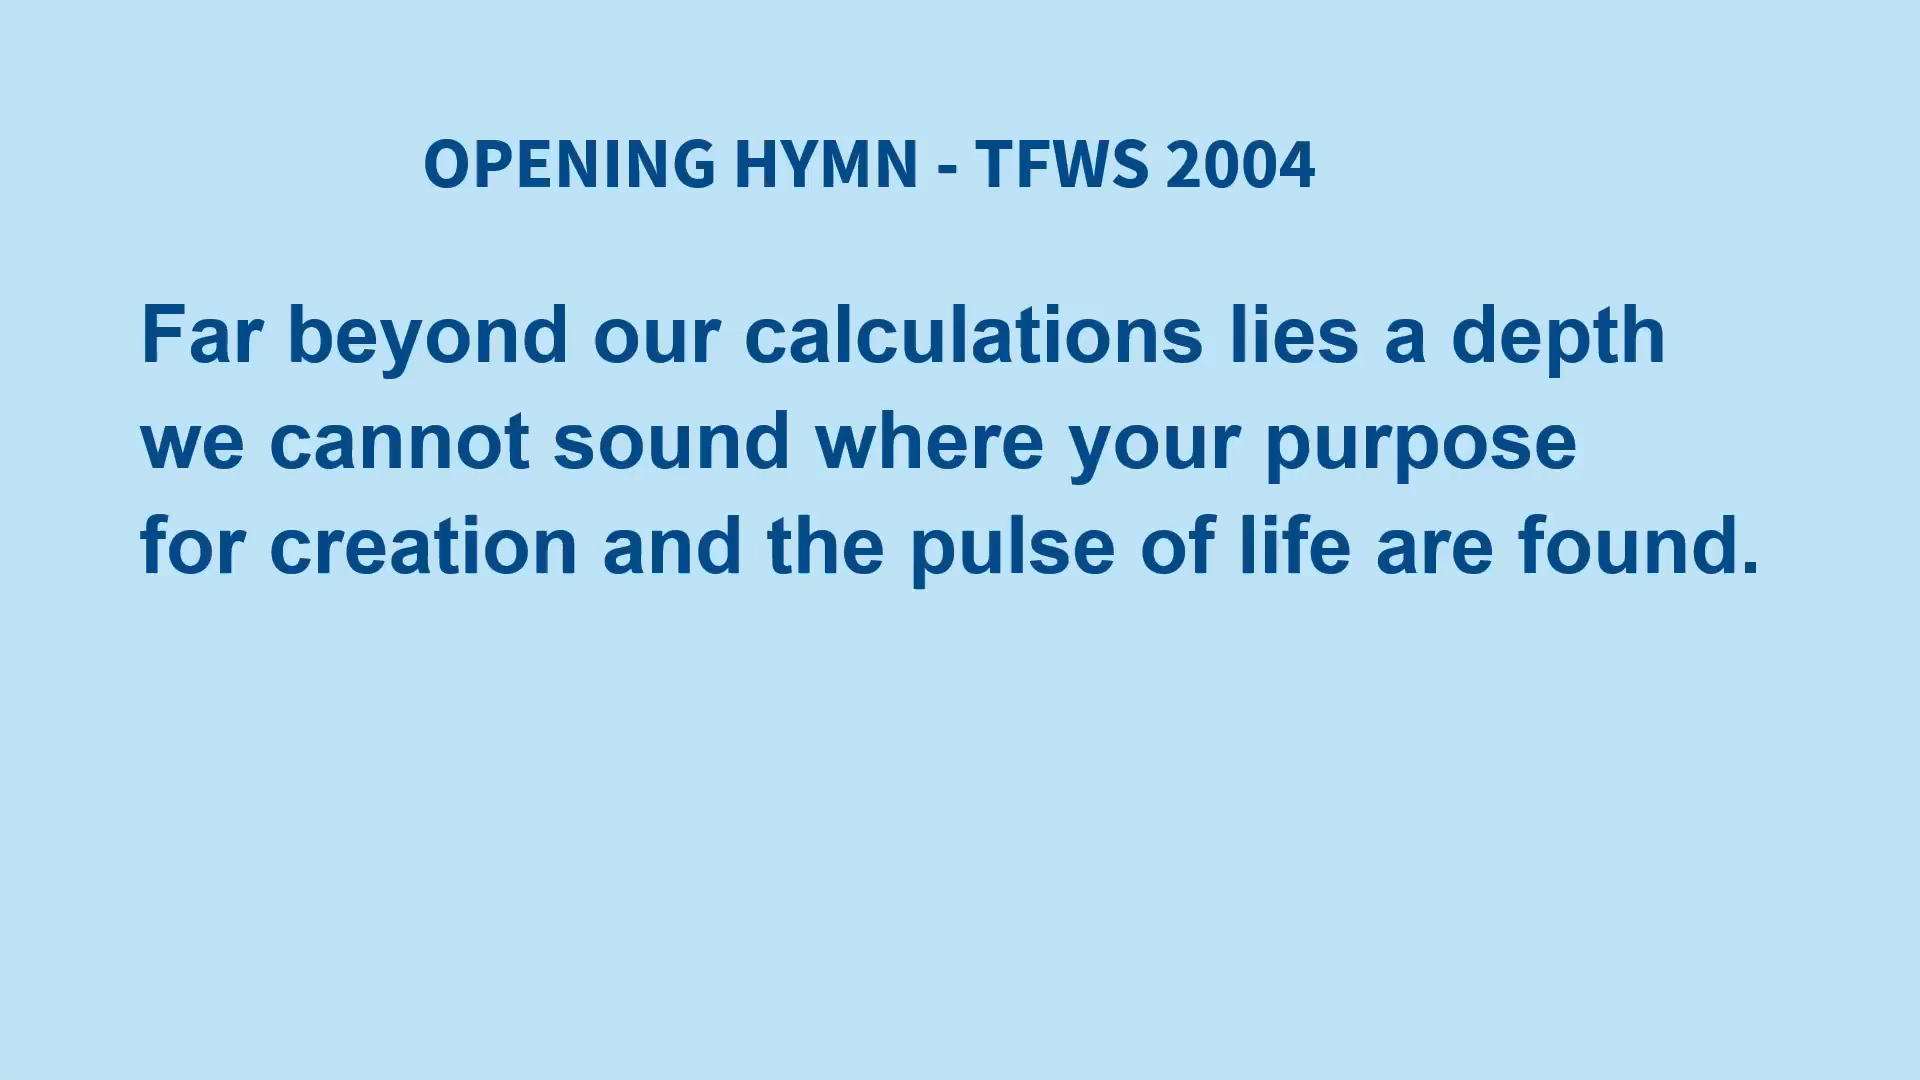 OPENING HYMN - TFWS 2004
Far beyond our calculations lies a depth
we cannot sound where your purpose
for creation and the pulse of life are found.